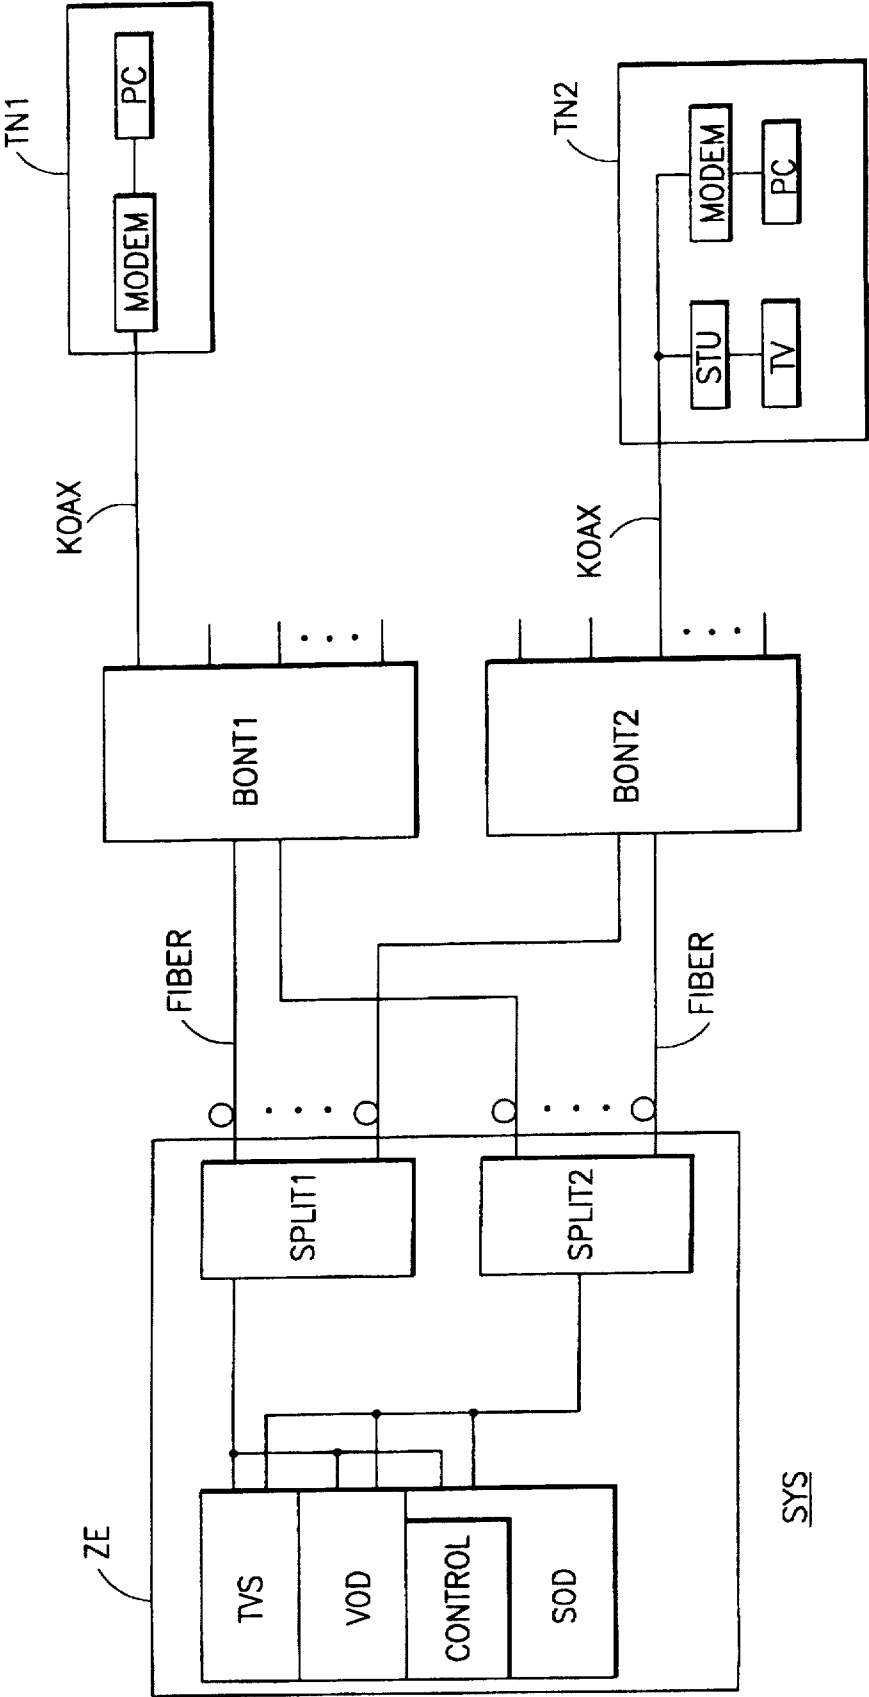 ZE
TVS
VOD
CONTROL
SOD
SPLIT1
SPLIT2
FIBER
FIBER
BONT1
BONT2
KOAX
KOAX
TN1
MODEM
PC
TN2
STU
TV
MODEM
PC
SYS